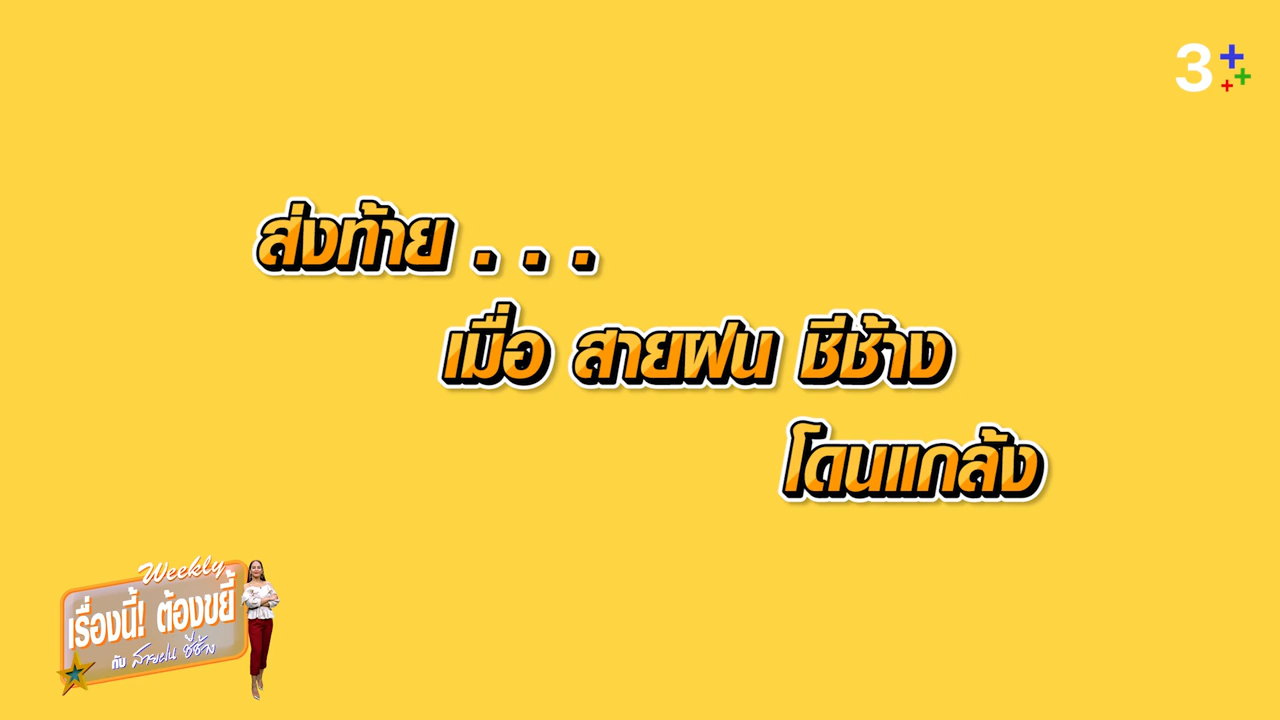 3+
ส่งท้าย . . .
เมื่อ สายฝน ชีช้าง
โดนแกล้ง
Weekly
เรื่องนี้! ต้องขยี้
กับ สายฝน ชีช้าง